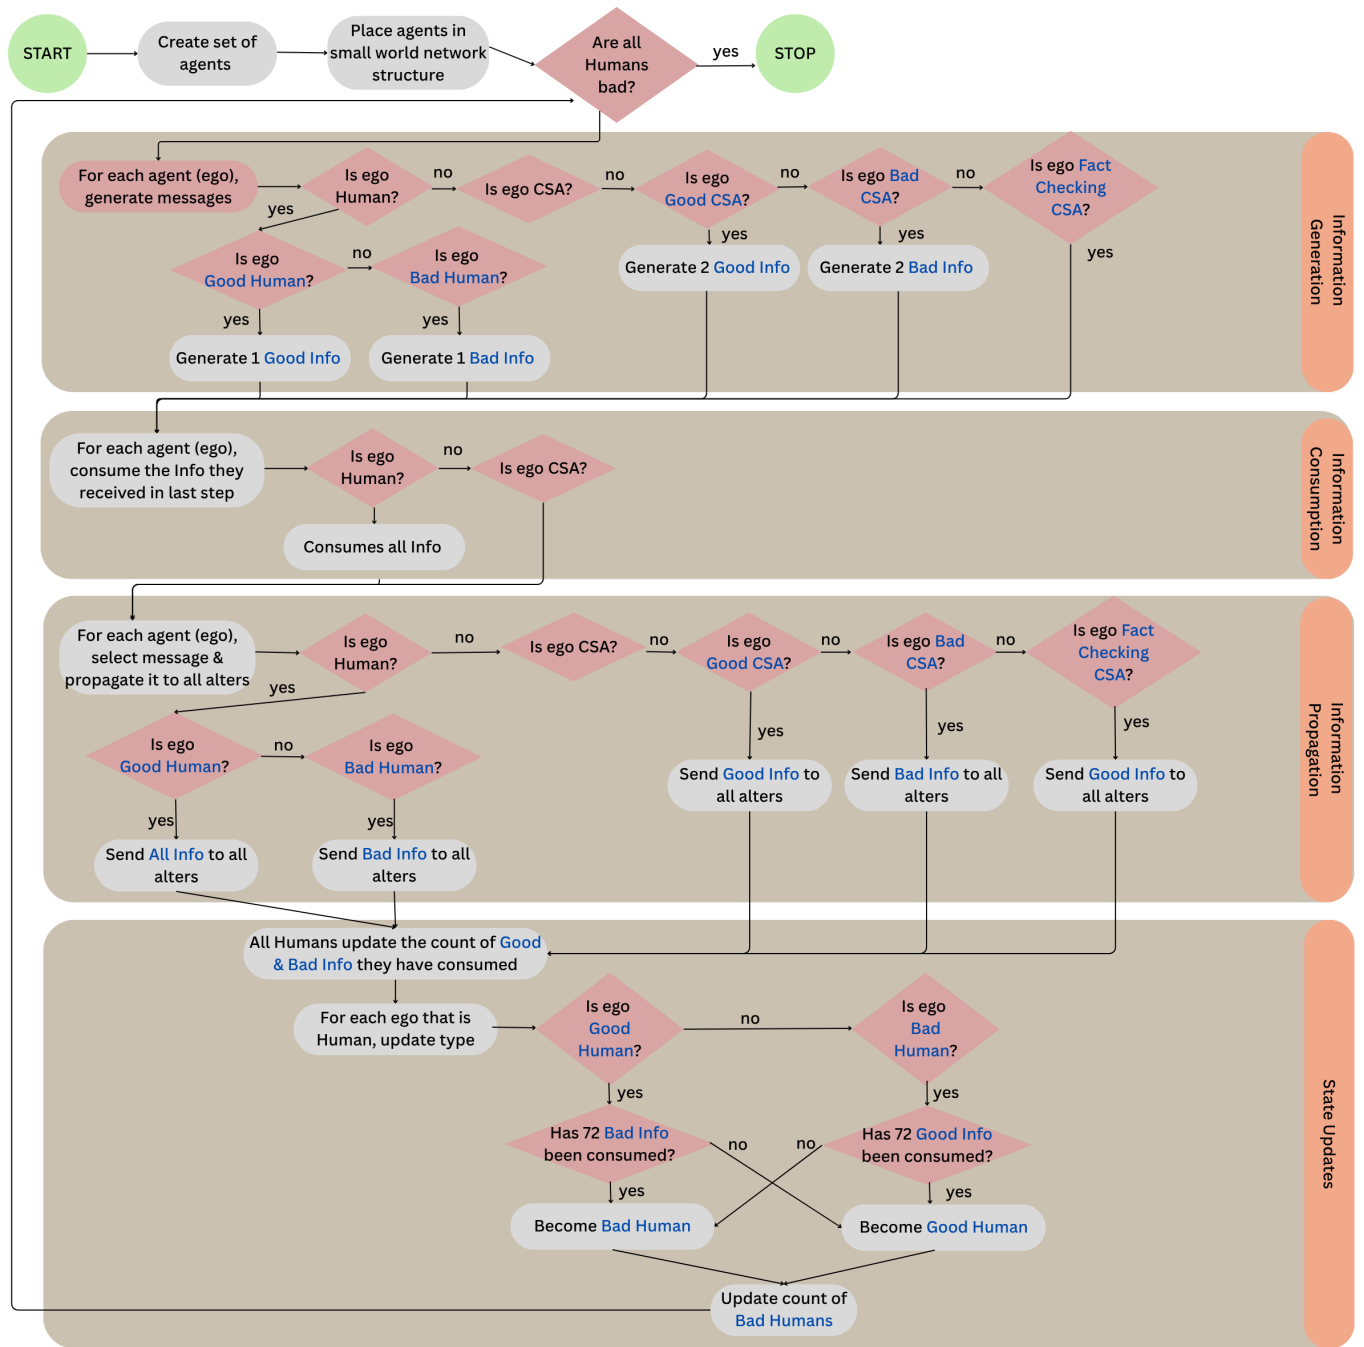 START
Create set of
agents
Place agents in
small world network
structure
Are all
Humans
bad?
yes
STOP
For each agent (ego),
generate messages
Is ego
Human?
no
Is ego CSA?
no
Is ego
Good CSA?
no
Is ego Bad
CSA?
no
Is ego Fact
Checking
CSA?
yes
yes
yes
yes
Is ego
Good Human?
no
Is ego
Bad Human?
Generate 2 Good Info
Generate 2 Bad Info
yes
yes
Generate 1 Good Info
Generate 1 Bad Info
Information
Generation
For each agent (ego),
consume the Info they
received in last step
Is ego
Human?
no
Is ego CSA?
Consumes all Info
Information
Consumption
For each agent (ego),
select message &
propagate it to all alters
Is ego
Human?
no
Is ego CSA?
no
Is ego
Good CSA?
no
Is ego Bad
CSA?
no
Is ego Fact
Checking
CSA?
yes
yes
yes
yes
Is ego
Good Human?
no
Is ego
Bad Human?
Send Good Info to
all alters
Send Bad Info to all
alters
Send Good Info to
all alters
yes
yes
Send All Info to all
alters
Send Bad Info to all
alters
Information
Propagation
All Humans update the count of Good
& Bad Info they have consumed
For each ego that is
Human, update type
Is ego
Good
Human?
no
Is ego
Bad
Human?
yes
yes
Has 72 Bad Info
been consumed?
no
no
Has 72 Good Info
been consumed?
yes
yes
Become Bad Human
Become Good Human
Update count of
Bad Humans
State Updates